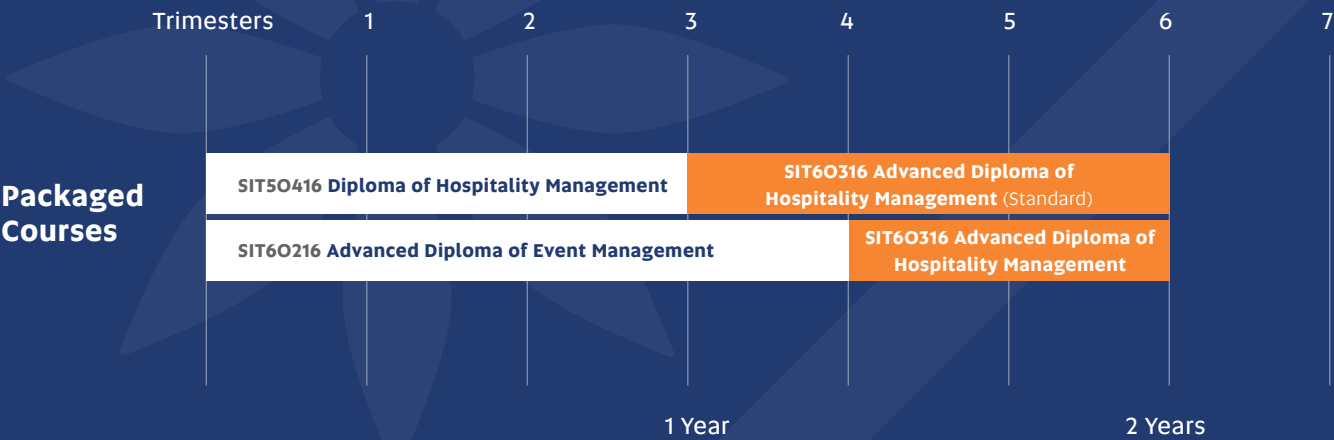 Trimesters 1 2 3 4 5 6 7
Packaged
Courses
SIT50416 Diploma of Hospitality Management
SIT60316 Advanced Diploma of
Hospitality Management (Standard)
SIT60216 Advanced Diploma of Event Management
SIT60316 Advanced Diploma of
Hospitality Management
1 Year 2 Years